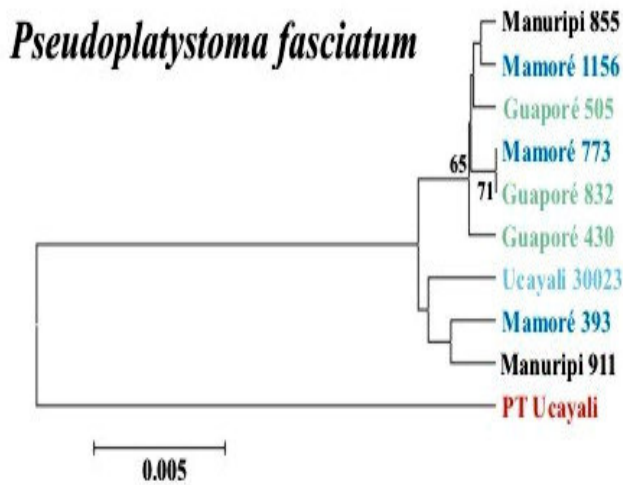 Pseudoplatystoma fasciatum
Manuripi 855
Mamoré 1156
Guaporé 505
Mamoré 773
65
71
Guaporé 832
Guaporé 430
Ucayali 30023
Mamoré 393
Manuripi 911
PT Ucayali
0.005